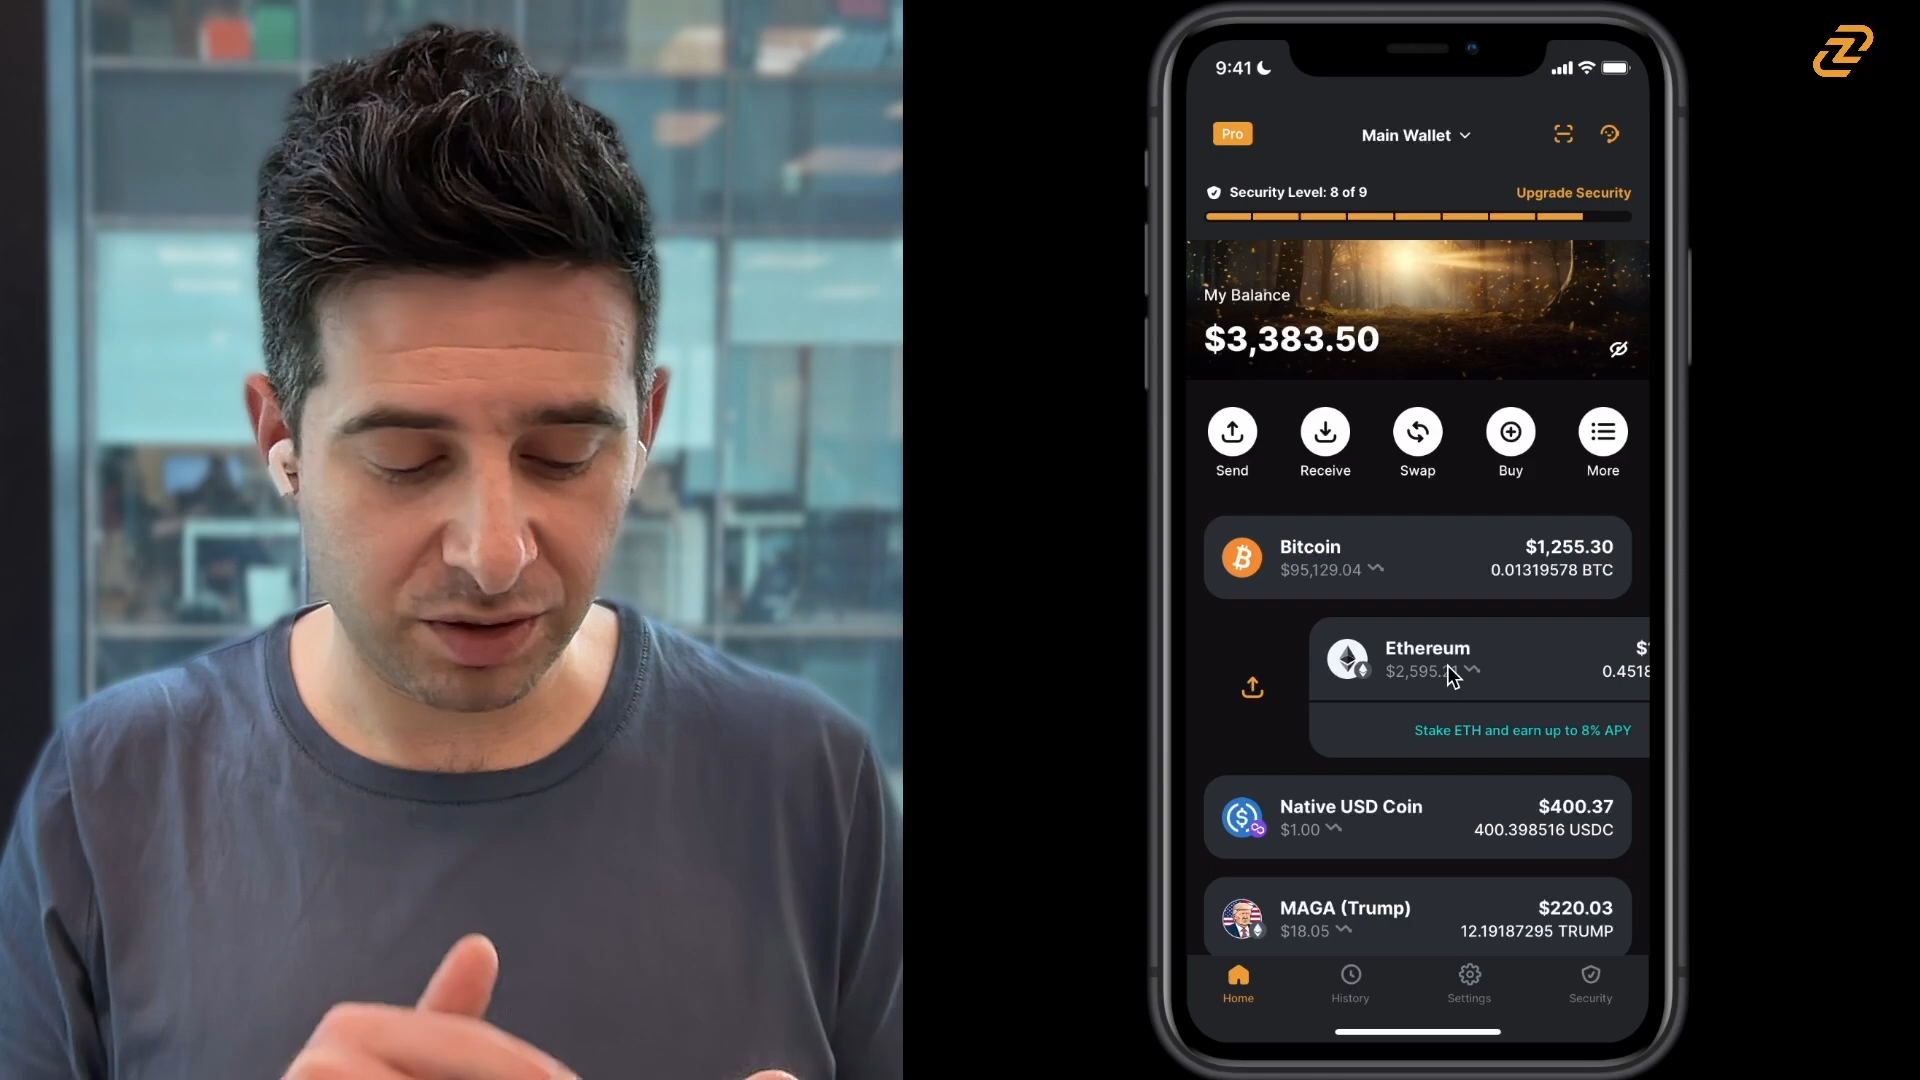 9:41
Pro
Main Wallet
Security Level: 8 of 9
Upgrade Security
My Balance
$3,383.50
Send
Receive
Swap
Buy
More
Bitcoin
$1,255.30
$95,129.04
0.01319578 BTC
Ethereum
$2,595.
0.4518
Stake ETH and earn up to 8% APY
Native USD Coin
$400.37
$1.00
400.398516 USDC
MAGA (Trump)
$220.03
$18.05
12.19187295 TRUMP
Home
History
Settings
Security